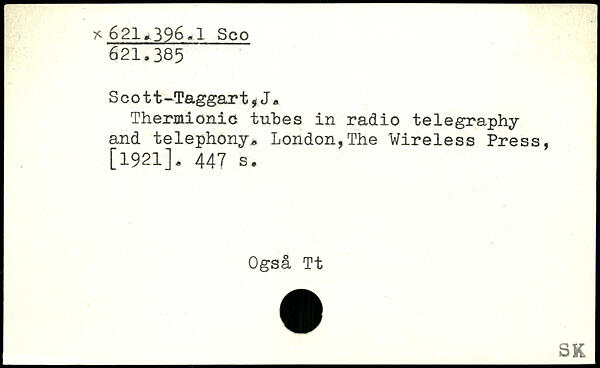 × 621.396.1 Sco
621.385
Scott-Taggart,J.
Thermionic tubes in radio telegraphy
and telephony. London,The Wireless Press,
[1921]. 447 s.
Også Tt
SK